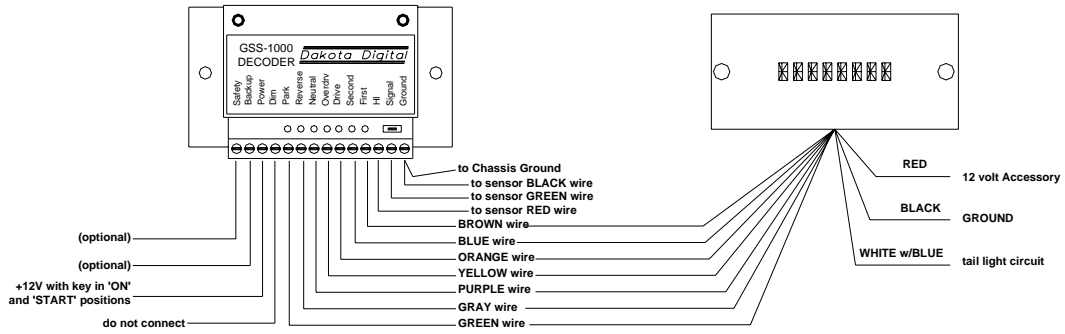 GSS-1000
DECODER
Dakota Digital
Safety
Backup
Power
Dim
Park
Reverse
Neutral
Overdrv
Drive
Second
First
HI
Signal
Ground
to Chassis Ground
to sensor BLACK wire
to sensor GREEN wire
to sensor RED wire
BROWN wire
BLUE wire
ORANGE wire
YELLOW wire
PURPLE wire
GRAY wire
GREEN wire
(optional)
(optional)
+12V with key in 'ON'
and 'START' positions
do not connect
RED
12 volt Accessory
BLACK
GROUND
WHITE w/BLUE
tail light circuit